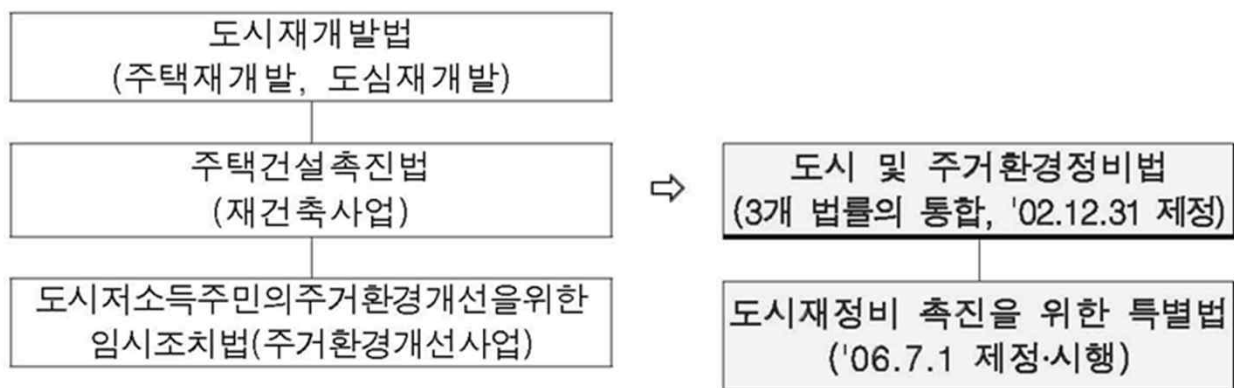 도시재개발법
(주택재개발, 도심재개발)
주택건설촉진법
(재건축사업)
도시저소득주민의주거환경개선을위한
임시조치법(주거환경개선사업)
⇨
도시 및 주거환경정비법
(3개 법률의 통합, '02.12.31 제정)
도시재정비 촉진을 위한 특별법
('06.7.1 제정·시행)